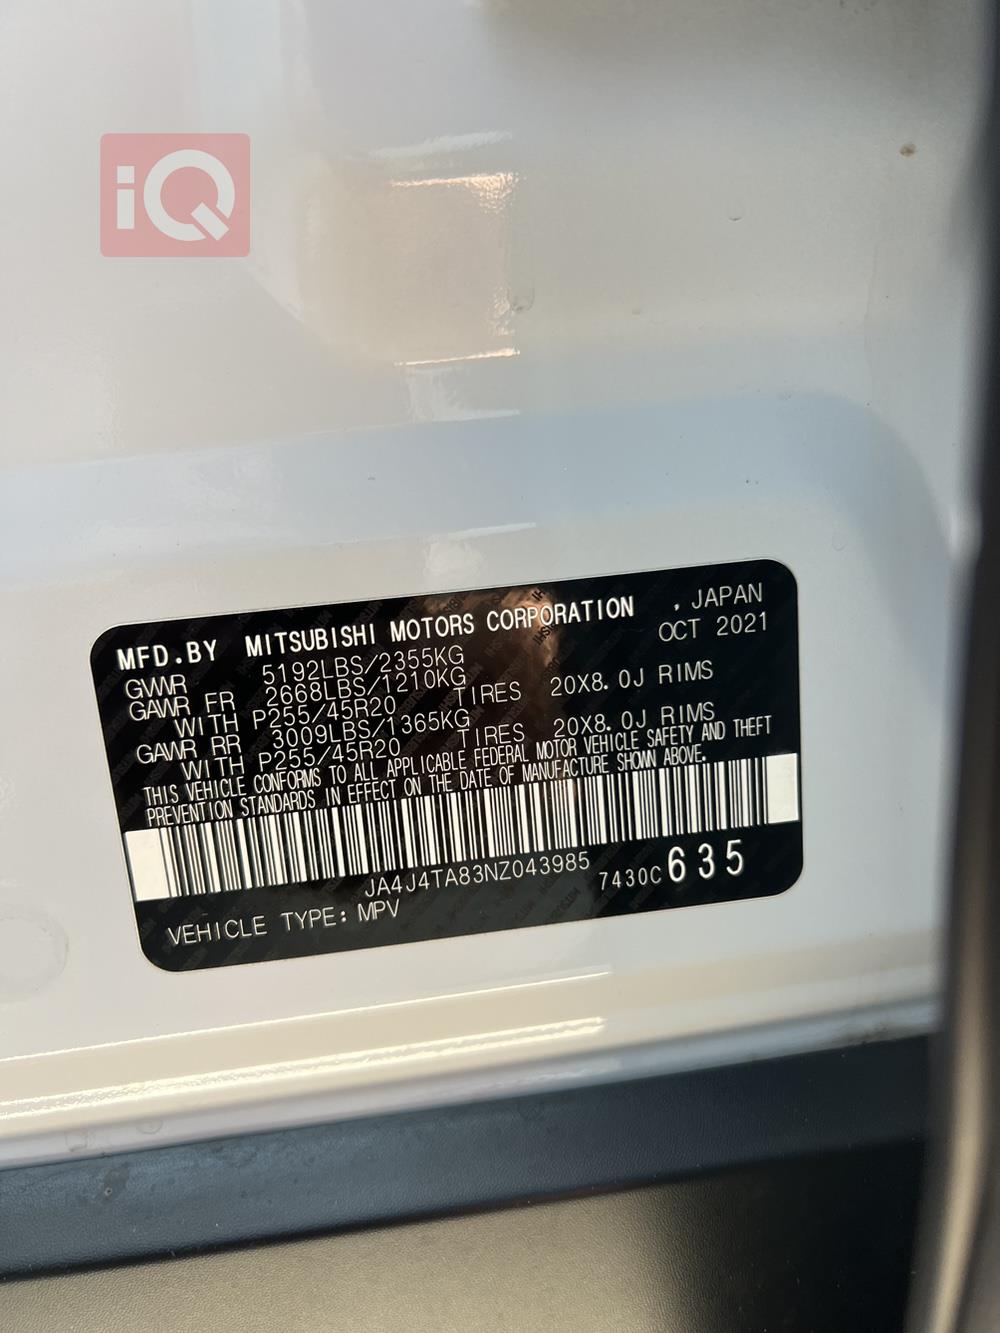 iQ
MFD.BY MITSUBISHI MOTORS CORPORATION , JAPAN
OCT 2021
GVWR 5192LBS/2355KG
GAWR FR 2668LBS/1210KG
WITH P255/45R20 TIRES 20X8.0J RIMS
GAWR RR 3009LBS/1365KG
WITH P255/45R20 TIRES 20X8.0J RIMS
THIS VEHICLE CONFORMS TO ALL APPLICABLE FEDERAL MOTOR VEHICLE SAFETY AND THEFT
PREVENTION STANDARDS IN EFFECT ON THE DATE OF MANUFACTURE SHOWN ABOVE.
JA4J4TA83NZ043985 7430C635
VEHICLE TYPE: MPV